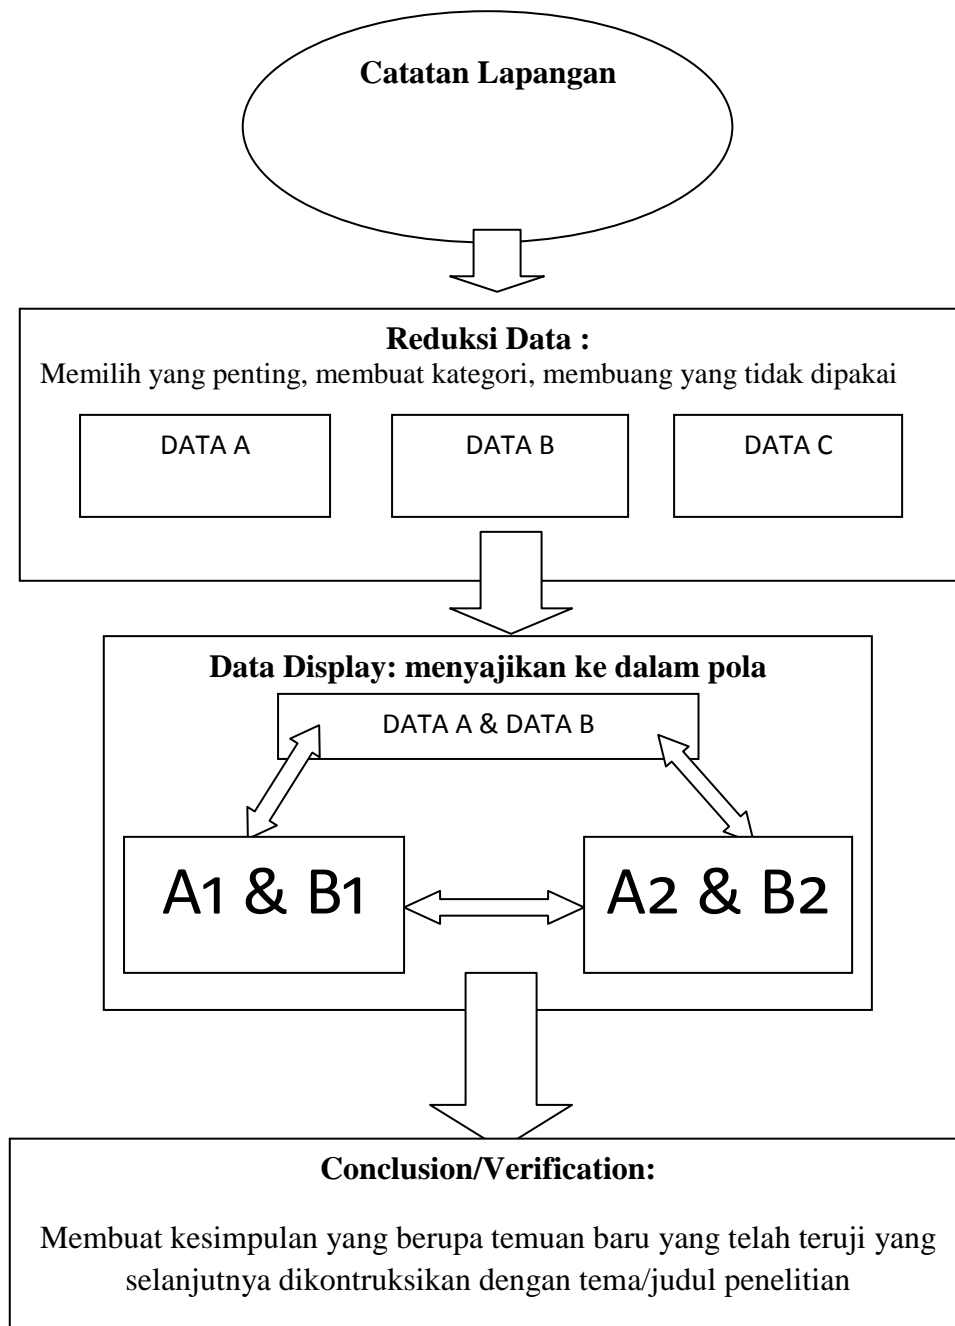 Catatan Lapangan
Reduksi Data :
Memilih yang penting, membuat kategori, membuang yang tidak dipakai
DATA A
DATA B
DATA C
Data Display: menyajikan ke dalam pola
DATA A & DATA B
A1 & B1
A2 & B2
Conclusion/Verification:
Membuat kesimpulan yang berupa temuan baru yang telah teruji yang
selanjutnya dikontruksikan dengan tema/judul penelitian